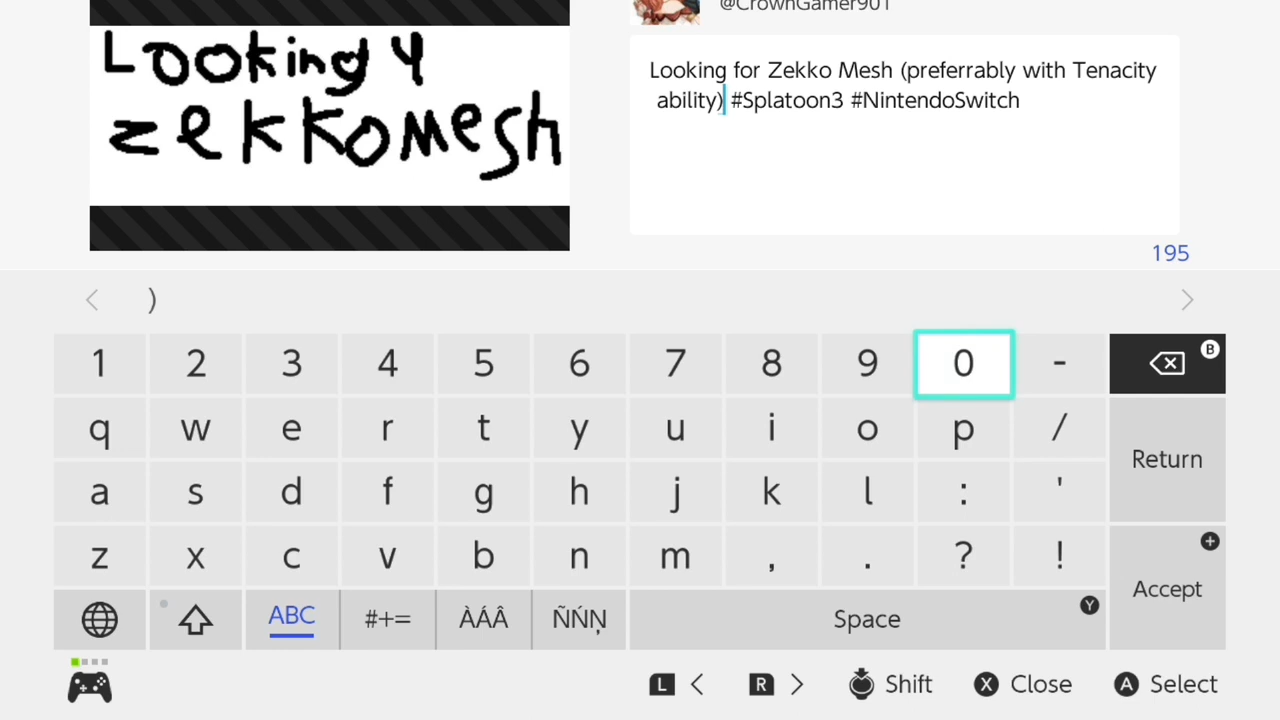 Looking 4
zekkomesh
@CrownGamer901
Looking for Zekko Mesh (preferrably with Tenacity
ability) #Splatoon3 #NintendoSwitch
195
)
1 2 3 4 5 6 7 8 9 0 -
B
q w e r t y u i o p /
Return
a s d f g h j k l : '
z x c v b n m , . ? !
+
Accept
ABC #+= ÀÁÂ ÑŃŅ Space Y
L R Shift X Close A Select